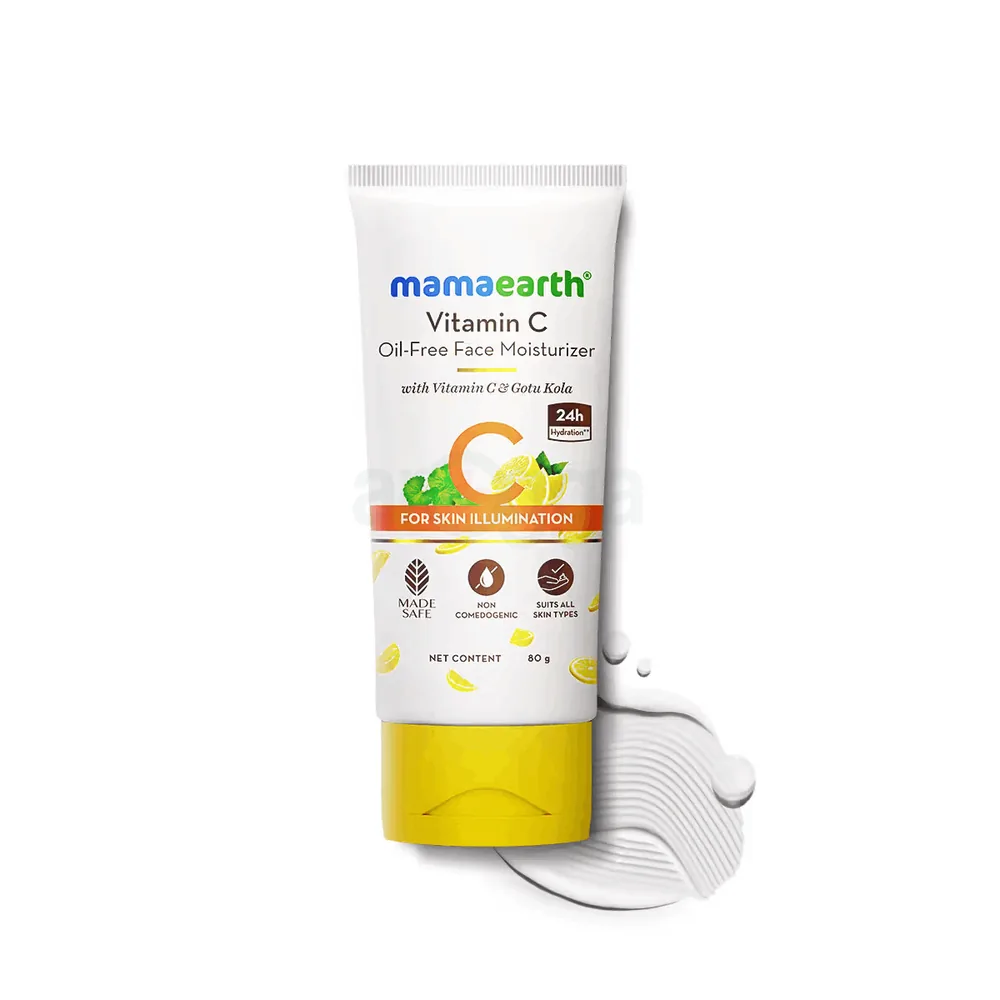 mamaearth®
Vitamin C
Oil-Free Face Moisturizer
with Vitamin C & Gotu Kola
24h
Hydration**
C
FOR SKIN ILLUMINATION
MADE
SAFE
NON
COMEDOGENIC
SUITS ALL
SKIN TYPES
NET CONTENT 80 g